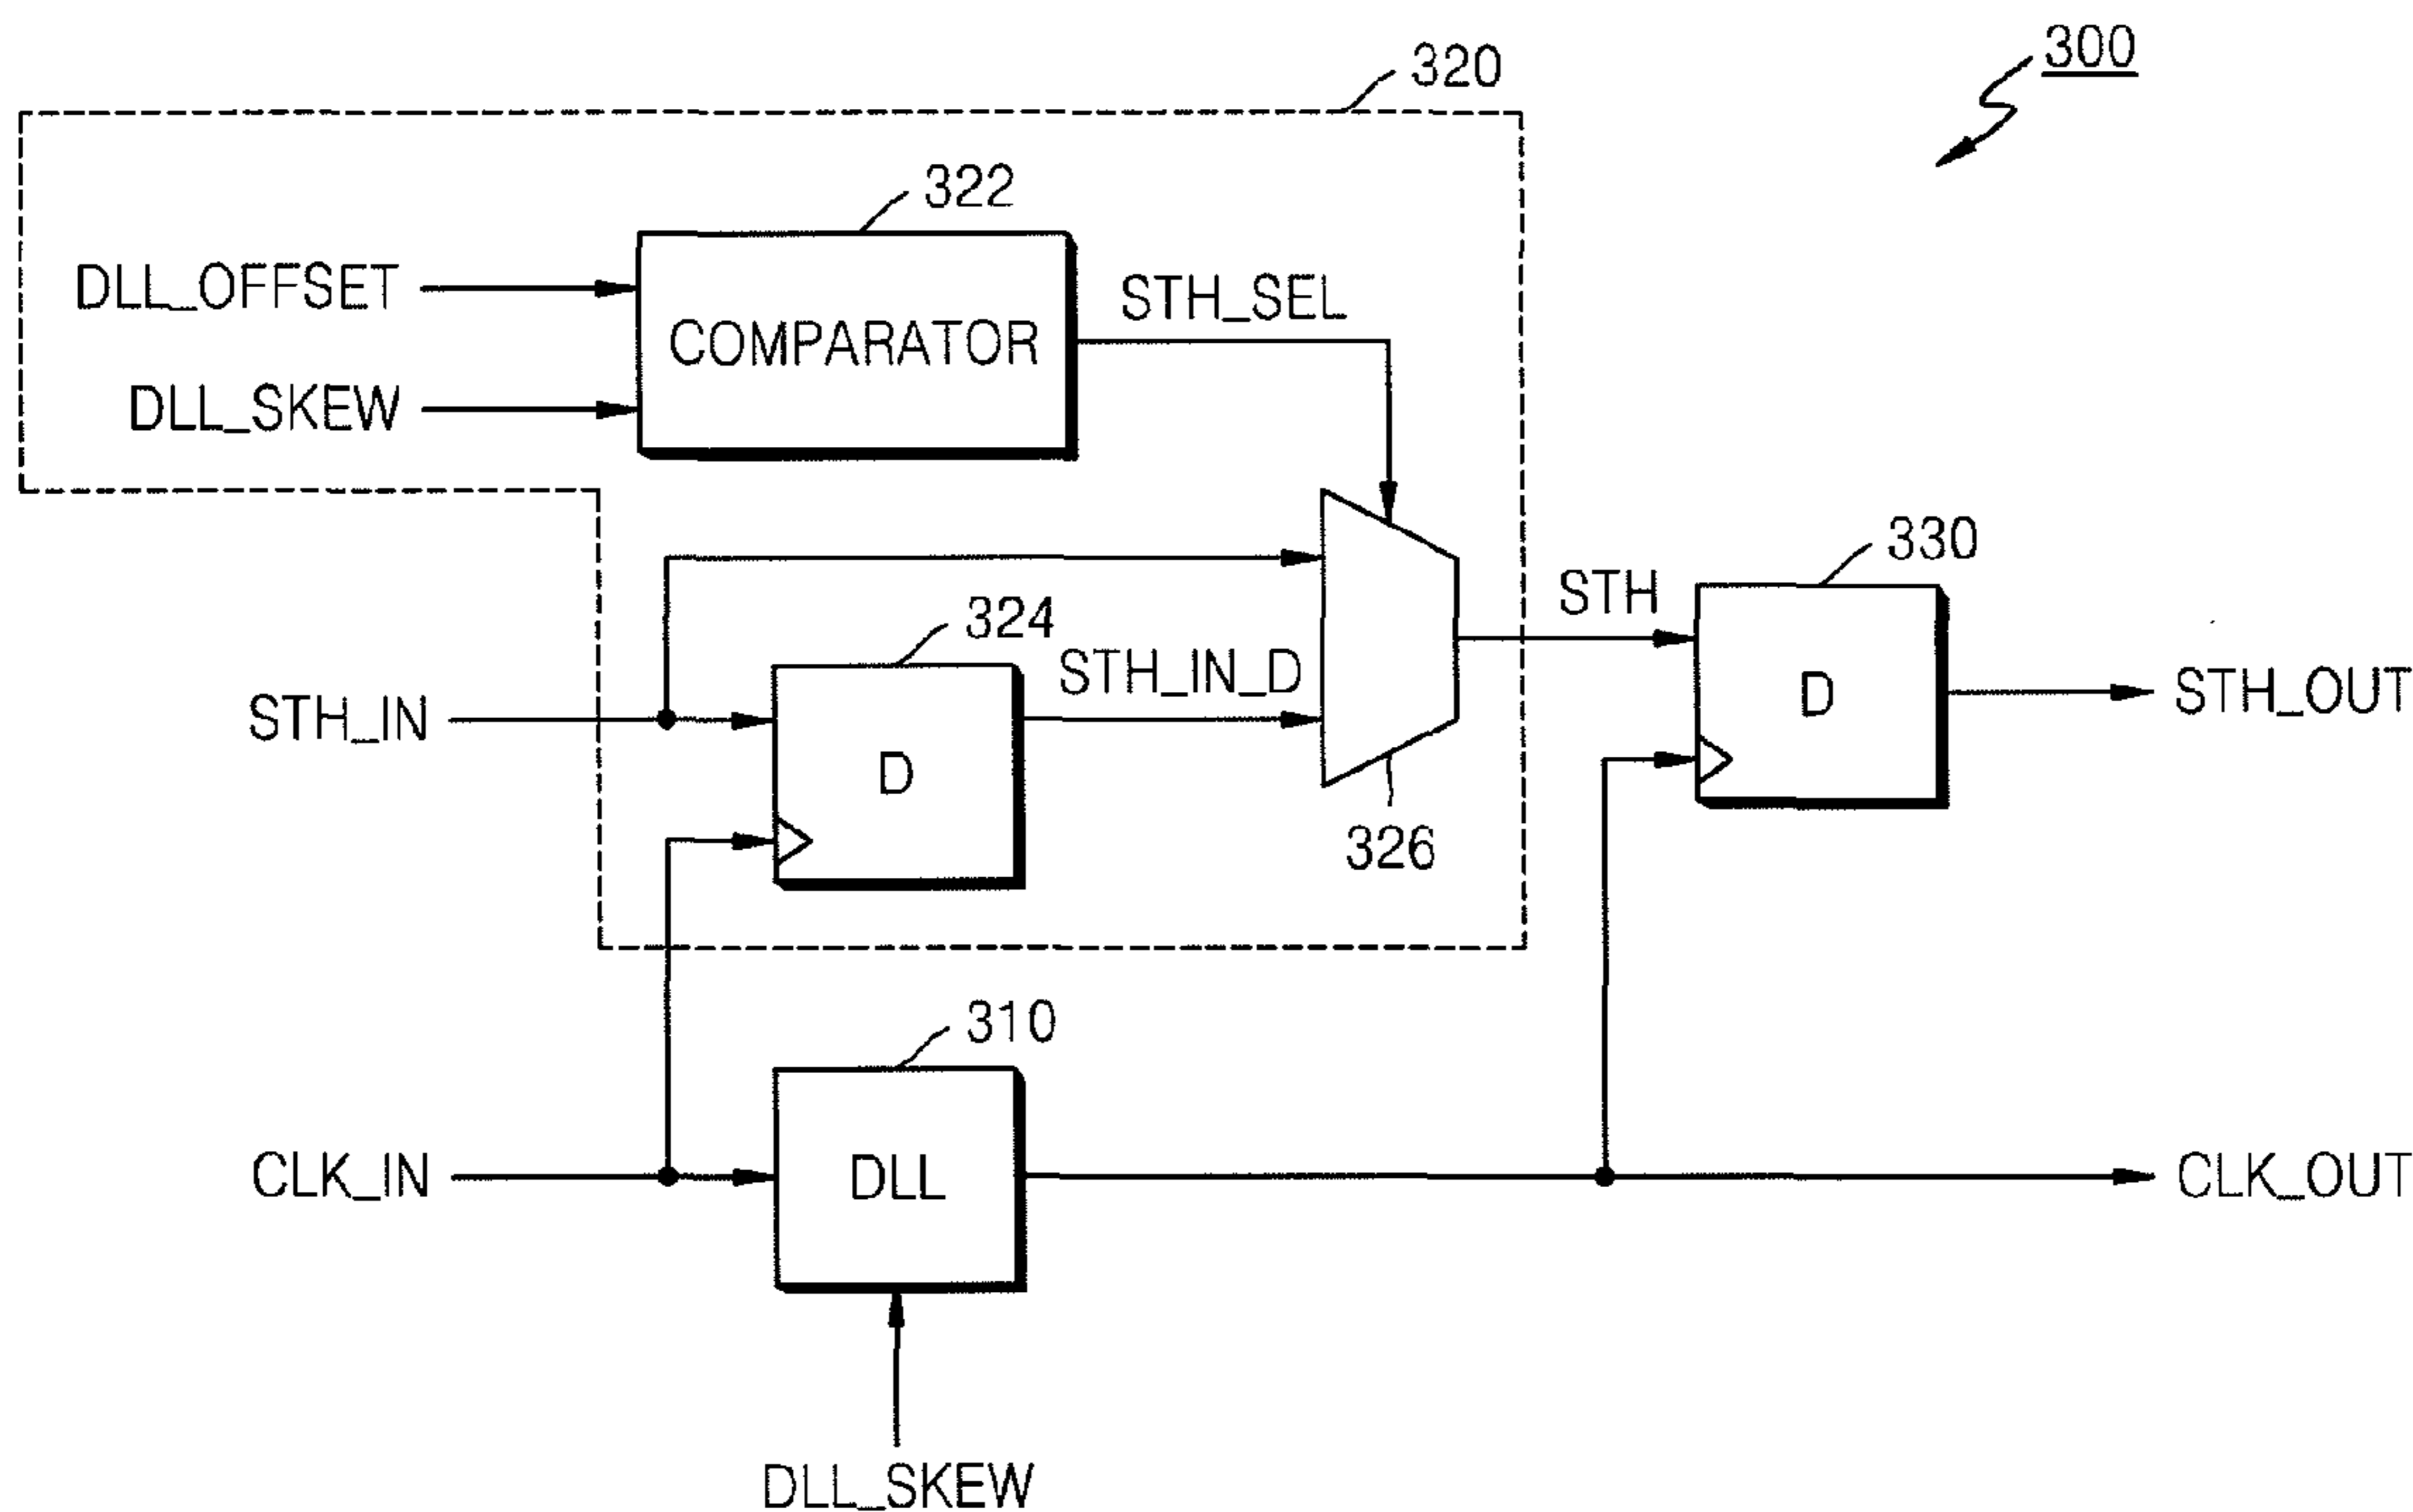 300
320
322
DLL_OFFSET
STH_SEL
COMPARATOR
DLL_SKEW
330
STH
324
STH_IN_D
STH_IN
D
D
STH_OUT
326
310
CLK_IN
DLL
CLK_OUT
DLL_SKEW